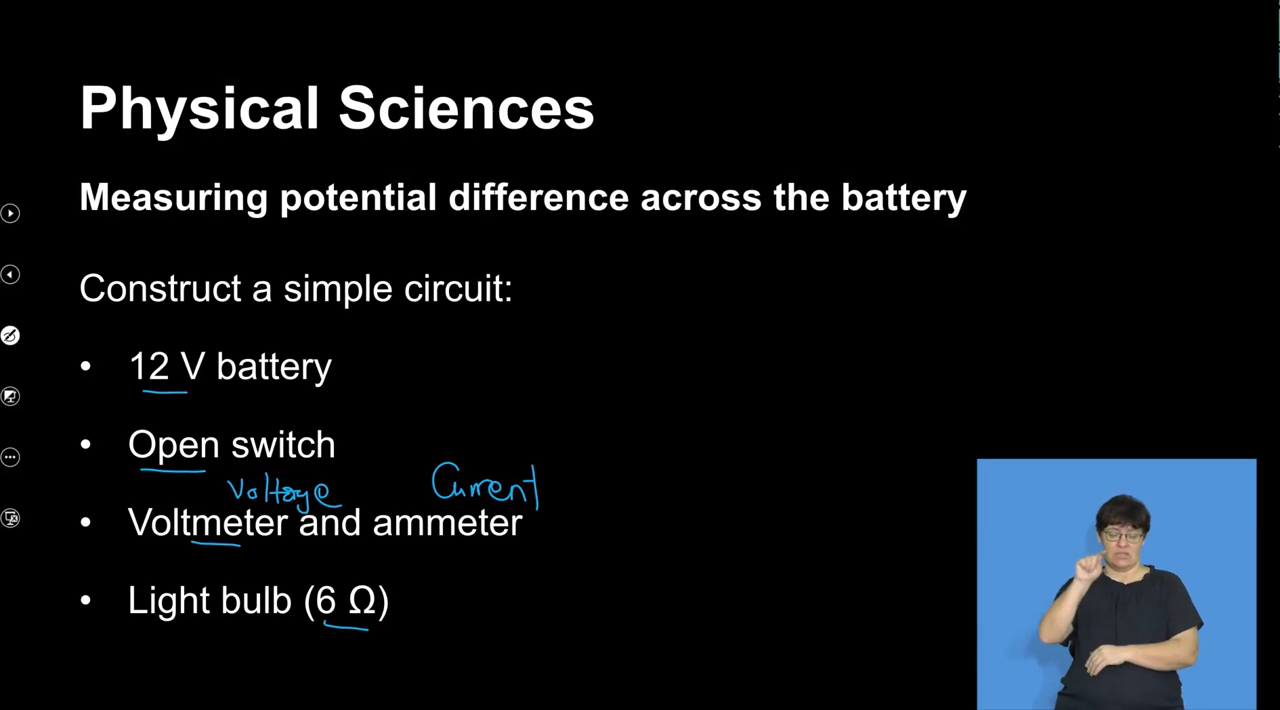 Physical Sciences
Measuring potential difference across the battery
Construct a simple circuit:
• 12 V battery
• Open switch
Voltage Current
• Voltmeter and ammeter
• Light bulb (6 Ω)